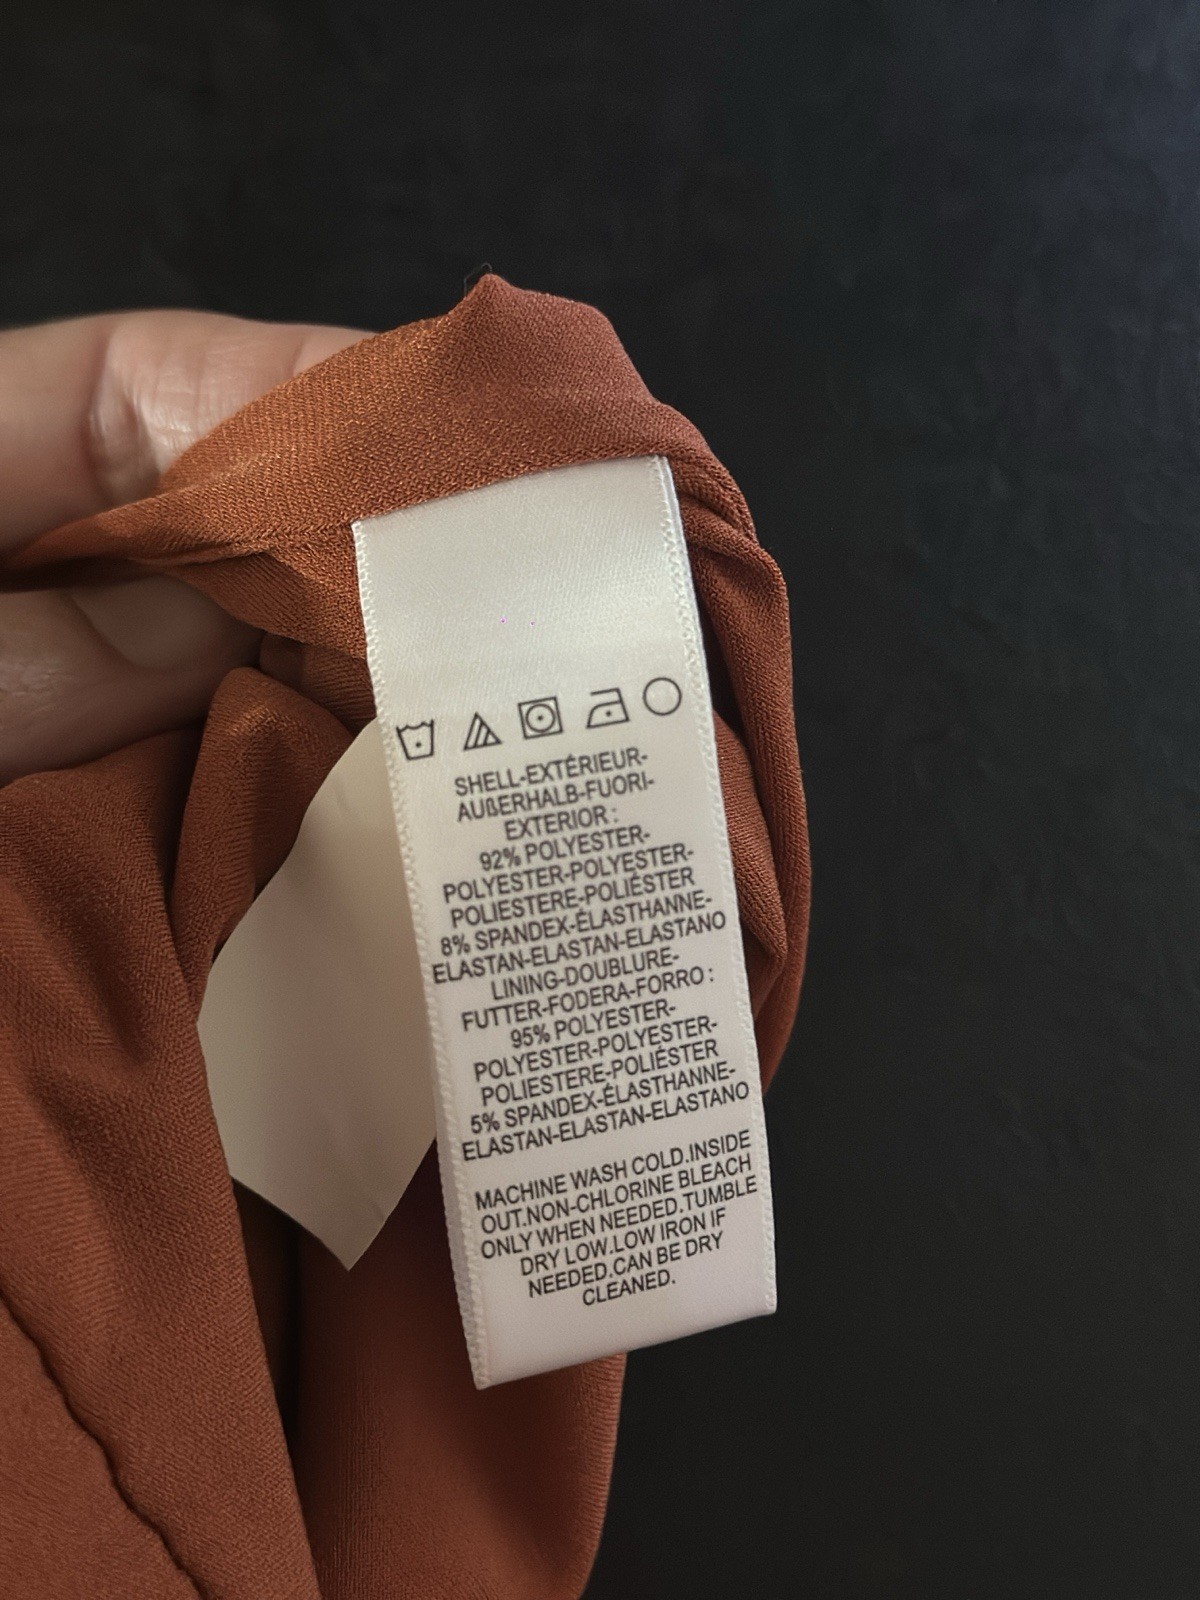 SHELL-EXTÉRIEUR-
AUßERHALB-FUORI-
EXTERIOR :
92% POLYESTER-
POLYESTER-POLYESTER-
POLIESTERE-POLIÉSTER
8% SPANDEX-ÉLASTHANNE-
ELASTAN-ELASTAN-ELASTANO
LINING-DOUBLURE-
FUTTER-FODERA-FORRO :
95% POLYESTER-
POLYESTER-POLYESTER-
POLIESTERE-POLIÉSTER
5% SPANDEX-ÉLASTHANNE-
ELASTAN-ELASTAN-ELASTANO
MACHINE WASH COLD.INSIDE
OUT.NON-CHLORINE BLEACH
ONLY WHEN NEEDED.TUMBLE
DRY LOW.LOW IRON IF
NEEDED.CAN BE DRY
CLEANED.